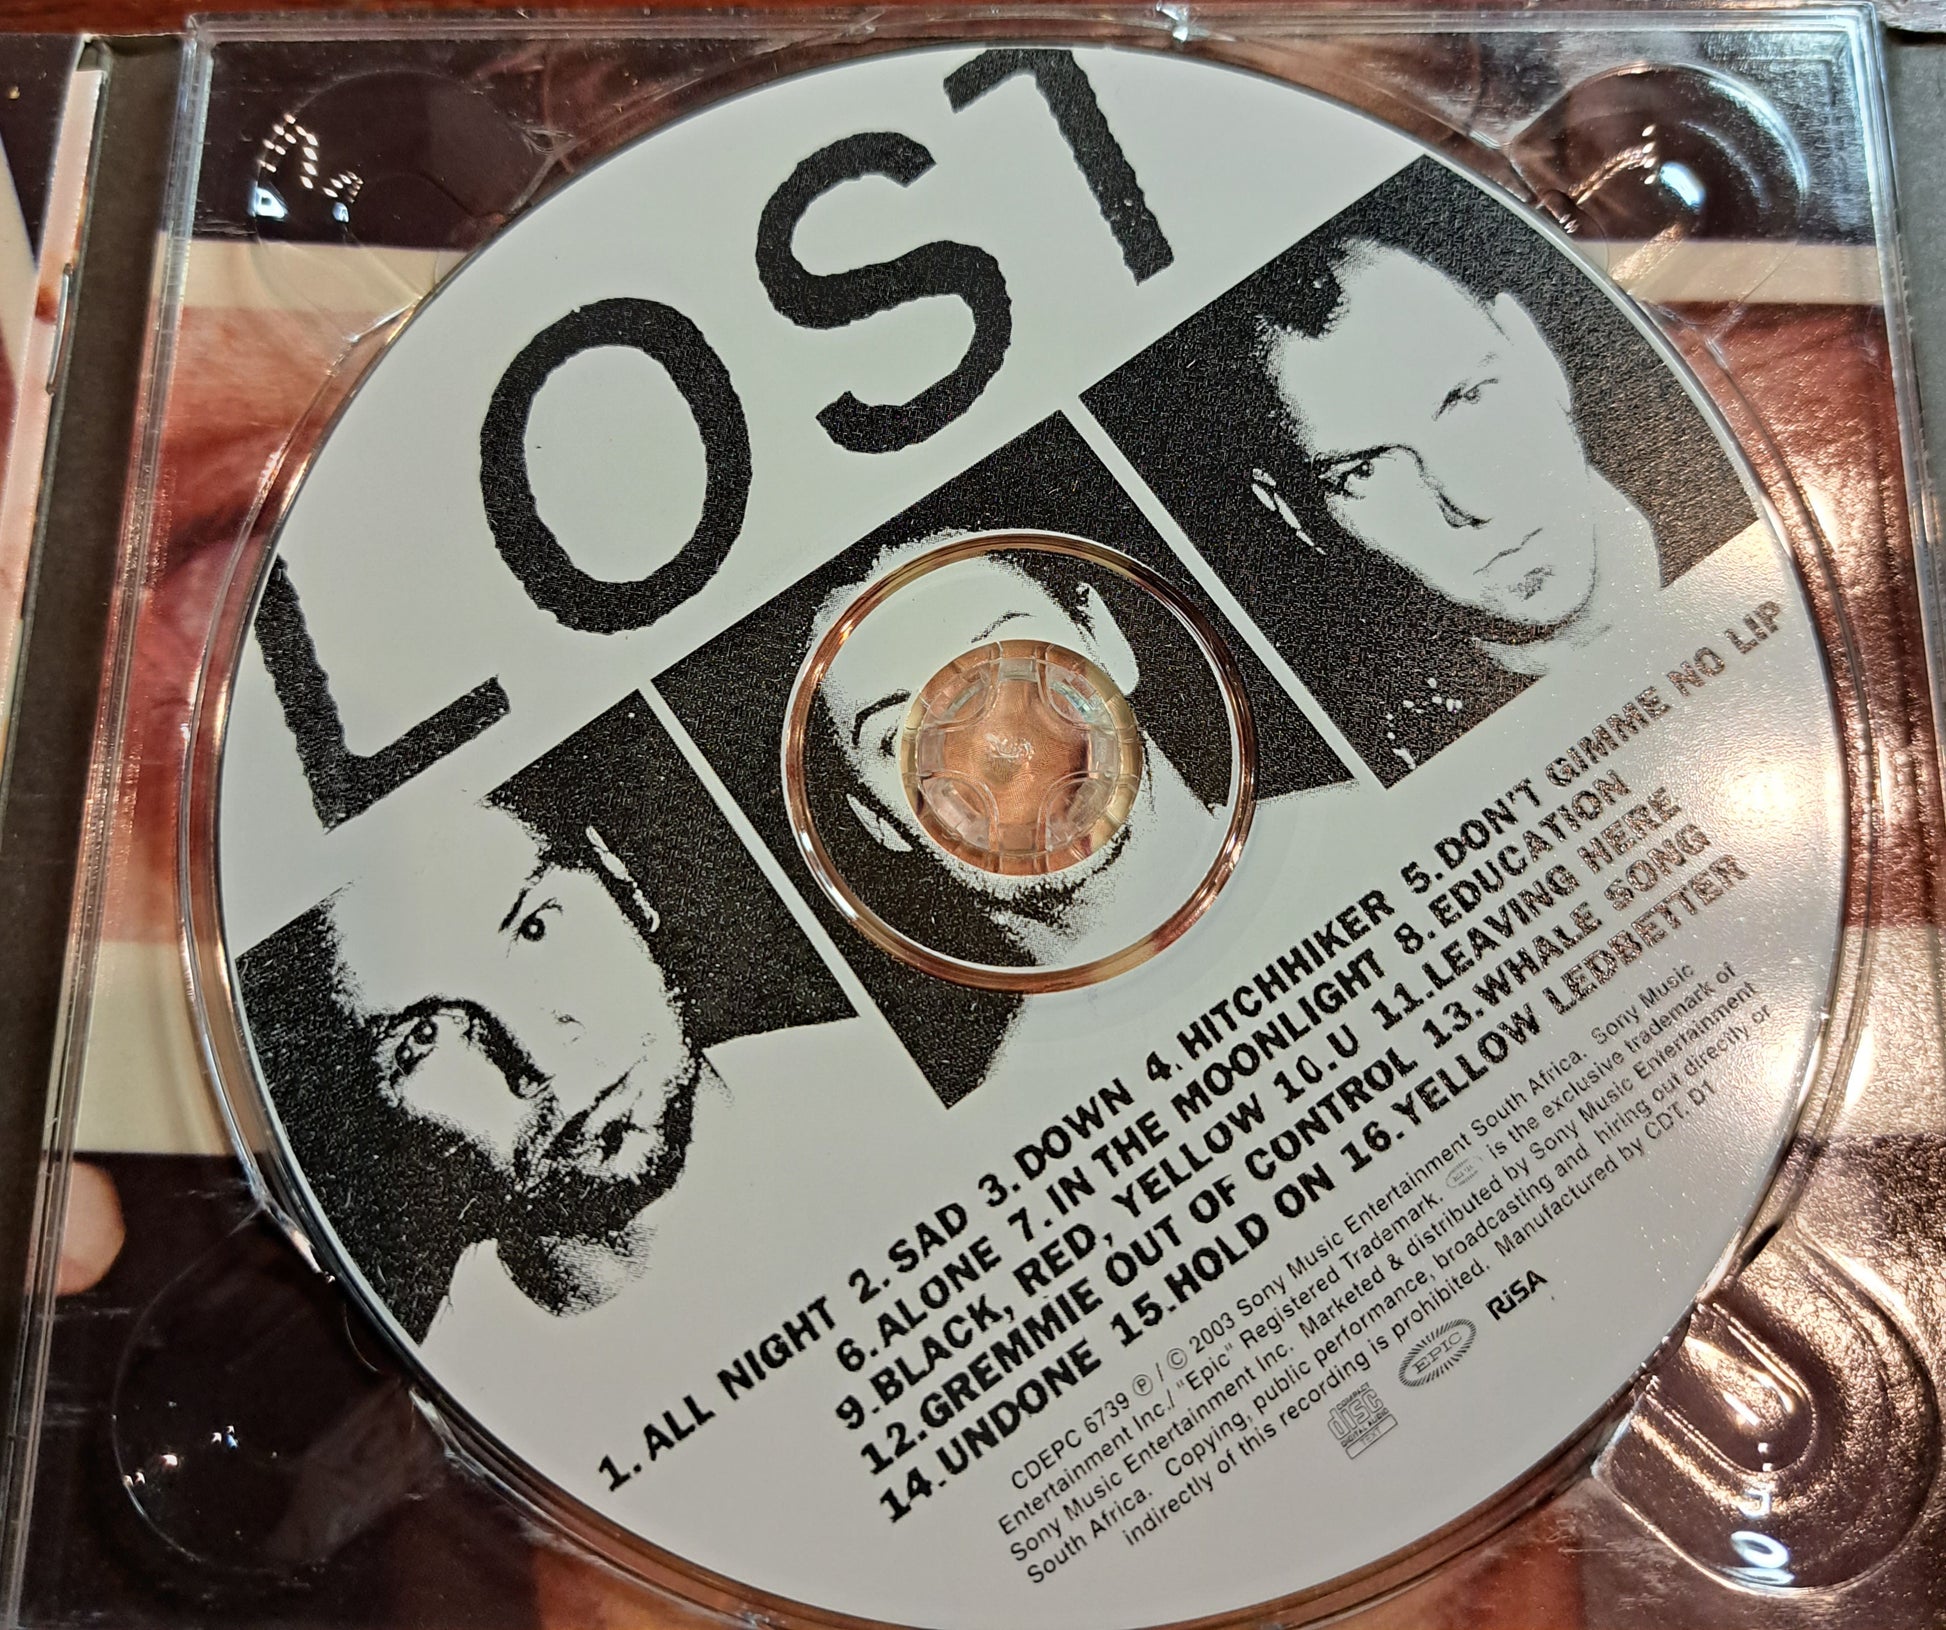 LOST
1. ALL NIGHT 2. SAD 3. DOWN 4. HITCHHIKER 5. DON'T GIMME NO LIP
6. ALONE 7. IN THE MOONLIGHT 8. EDUCATION
9. BLACK, RED, YELLOW 10. U 11. LEAVING HERE
12. GREMMIE OUT OF CONTROL 13. WHALE SONG
14. UNDONE 15. HOLD ON 16. YELLOW LEDBETTER
CDEPC 6739 ℗ / © 2003 Sony Music Entertainment South Africa. Sony Music
Entertainment Inc./ "Epic" Registered Trademark. is the exclusive trademark of
Sony Music Entertainment Inc. Marketed & distributed by Sony Music Entertainment
South Africa. Copying, public performance, broadcasting and hiring out directly or
indirectly of this recording is prohibited. Manufactured by CDT. D1
COMPACT
disc
DIGITAL AUDIO
TEXT
EPIC
RiSA